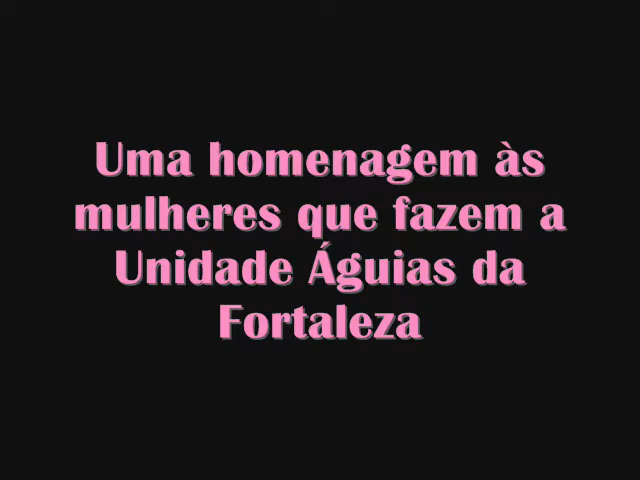 Uma homenagem às
mulheres que fazem a
Unidade Águias da
Fortaleza